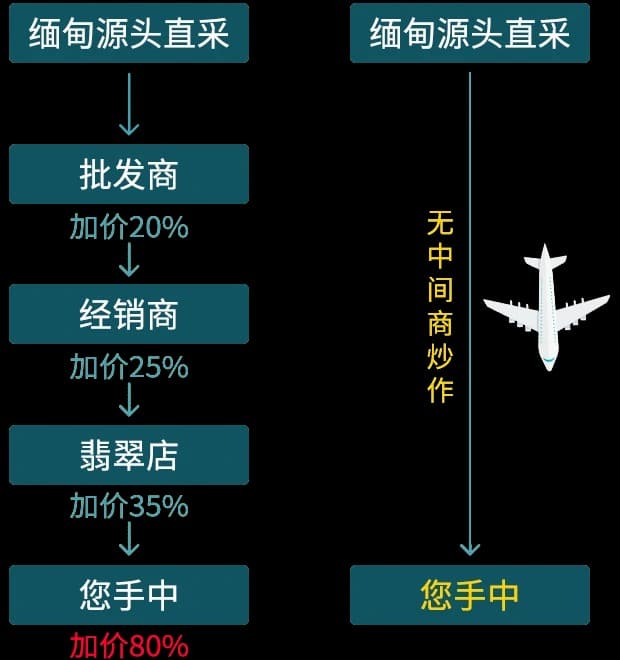 缅甸源头直采
批发商
加价20%
经销商
加价25%
翡翠店
加价35%
您手中
加价80%
缅甸源头直采
无中间商炒作
您手中